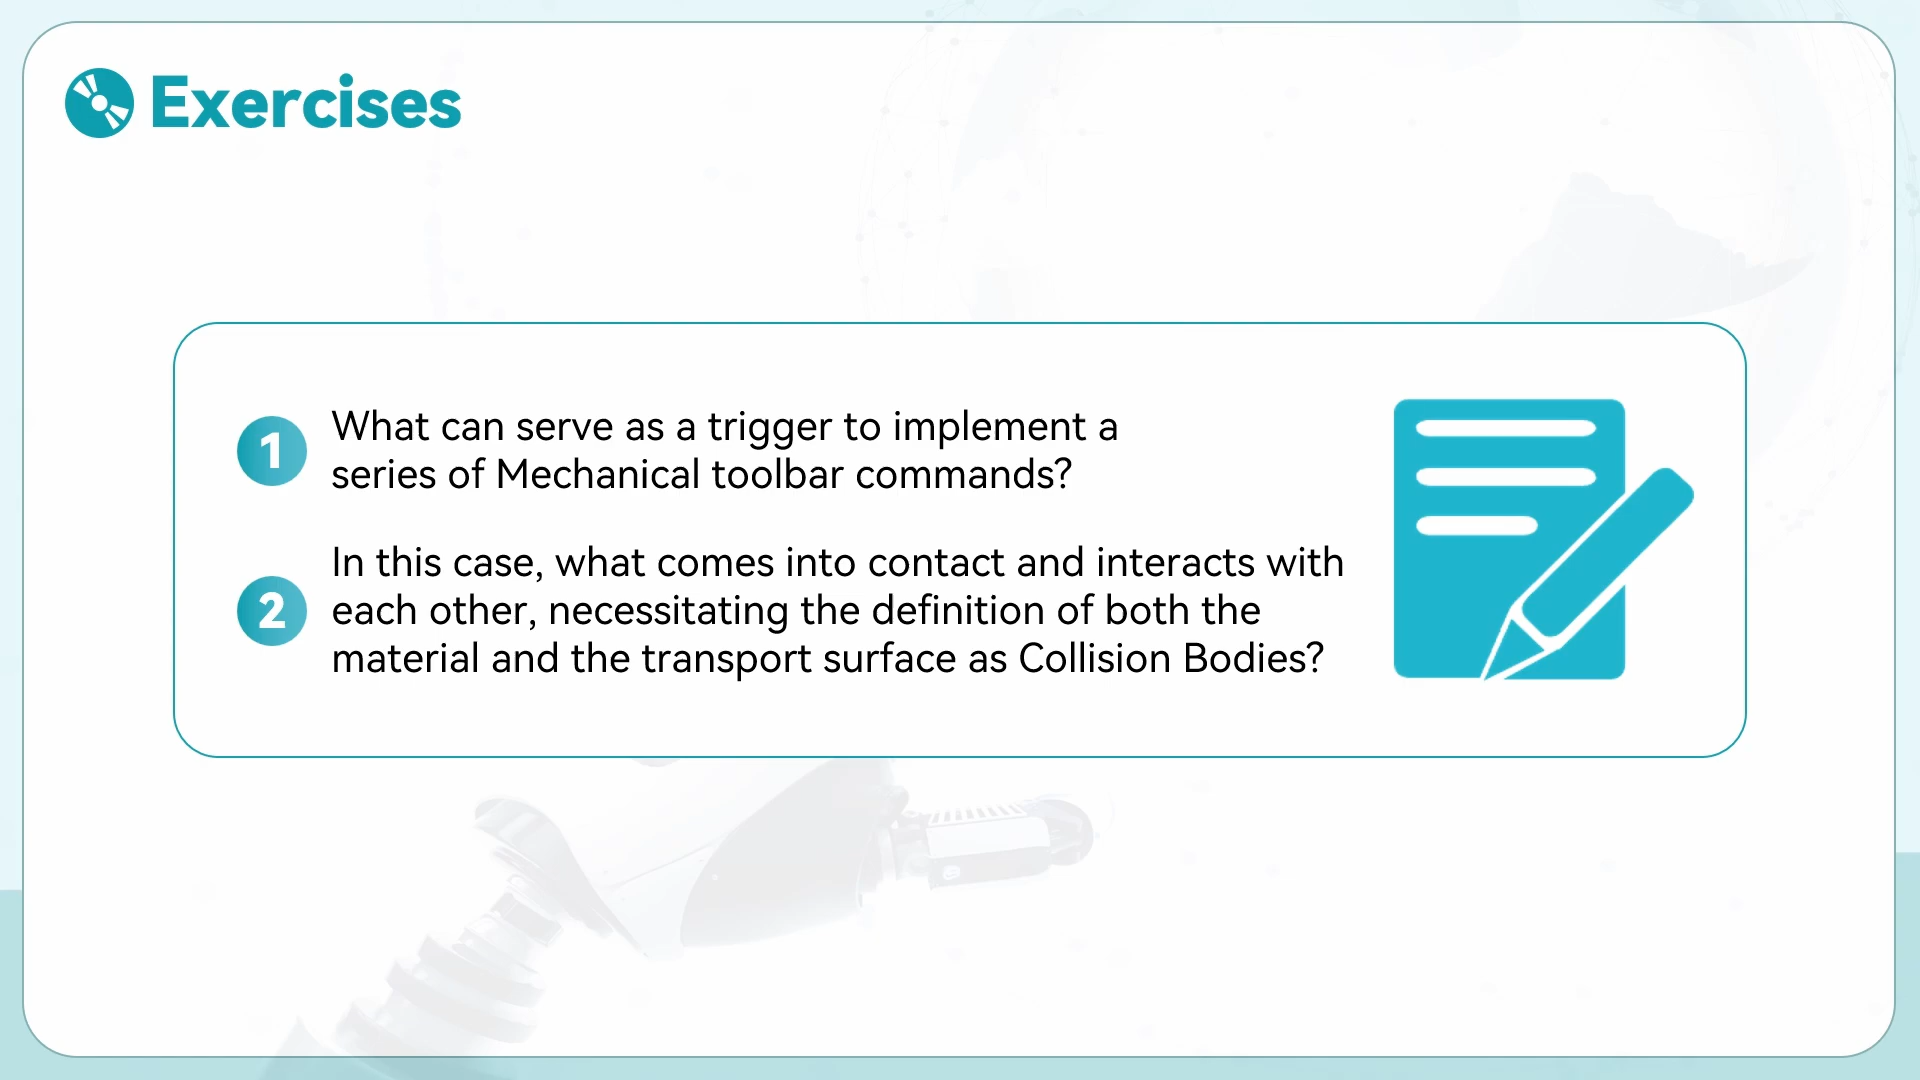 Exercises
1
What can serve as a trigger to implement a
series of Mechanical toolbar commands?
2
In this case, what comes into contact and interacts with
each other, necessitating the definition of both the
material and the transport surface as Collision Bodies?